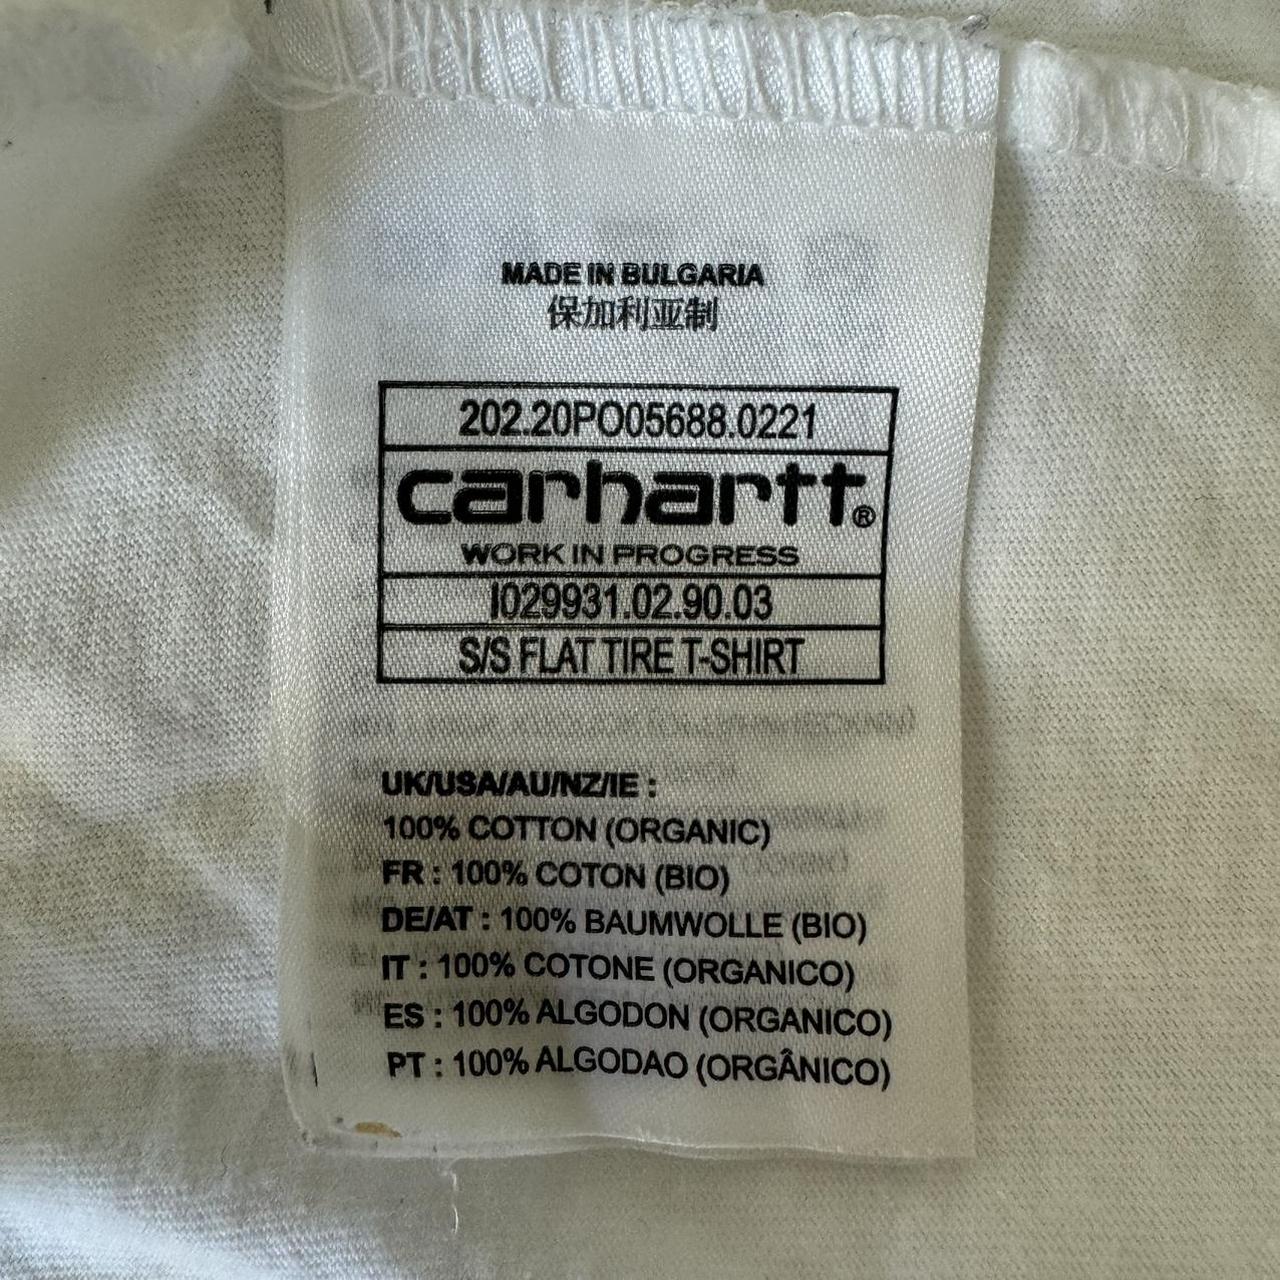 MADE IN BULGARIA
保加利亚制
202.20PO05688.0221
carhartt®
WORK IN PROGRESS
I029931.02.90.03
S/S FLAT TIRE T-SHIRT
UK/USA/AU/NZ/IE :
100% COTTON (ORGANIC)
FR : 100% COTON (BIO)
DE/AT : 100% BAUMWOLLE (BIO)
IT : 100% COTONE (ORGANICO)
ES : 100% ALGODON (ORGANICO)
PT : 100% ALGODAO (ORGÂNICO)